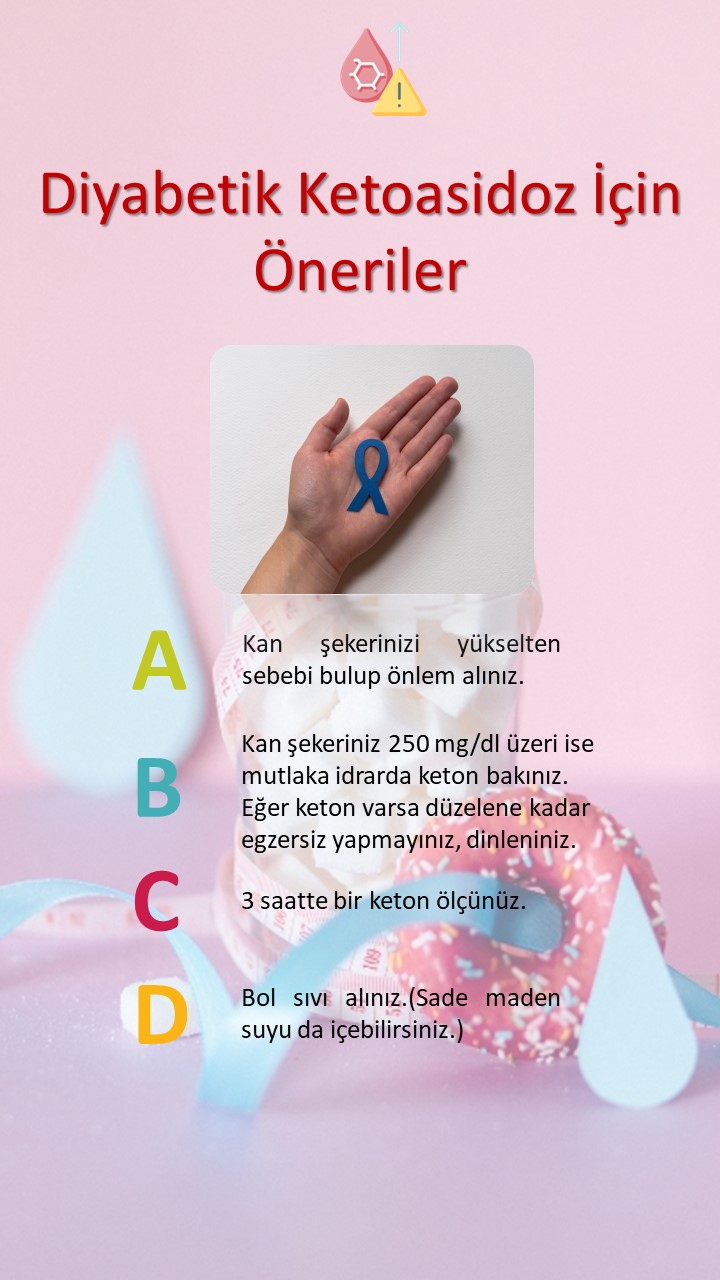 Diyabetik Ketoasidoz İçin
Öneriler
A
Kan şekerinizi yükselten
sebebi bulup önlem alınız.
B
Kan şekeriniz 250 mg/dl üzeri ise
mutlaka idrarda keton bakınız.
Eğer keton varsa düzelene kadar
egzersiz yapmayınız, dinleniniz.
C
3 saatte bir keton ölçünüz.
D
Bol sıvı alınız.(Sade maden
suyu da içebilirsiniz.)
109